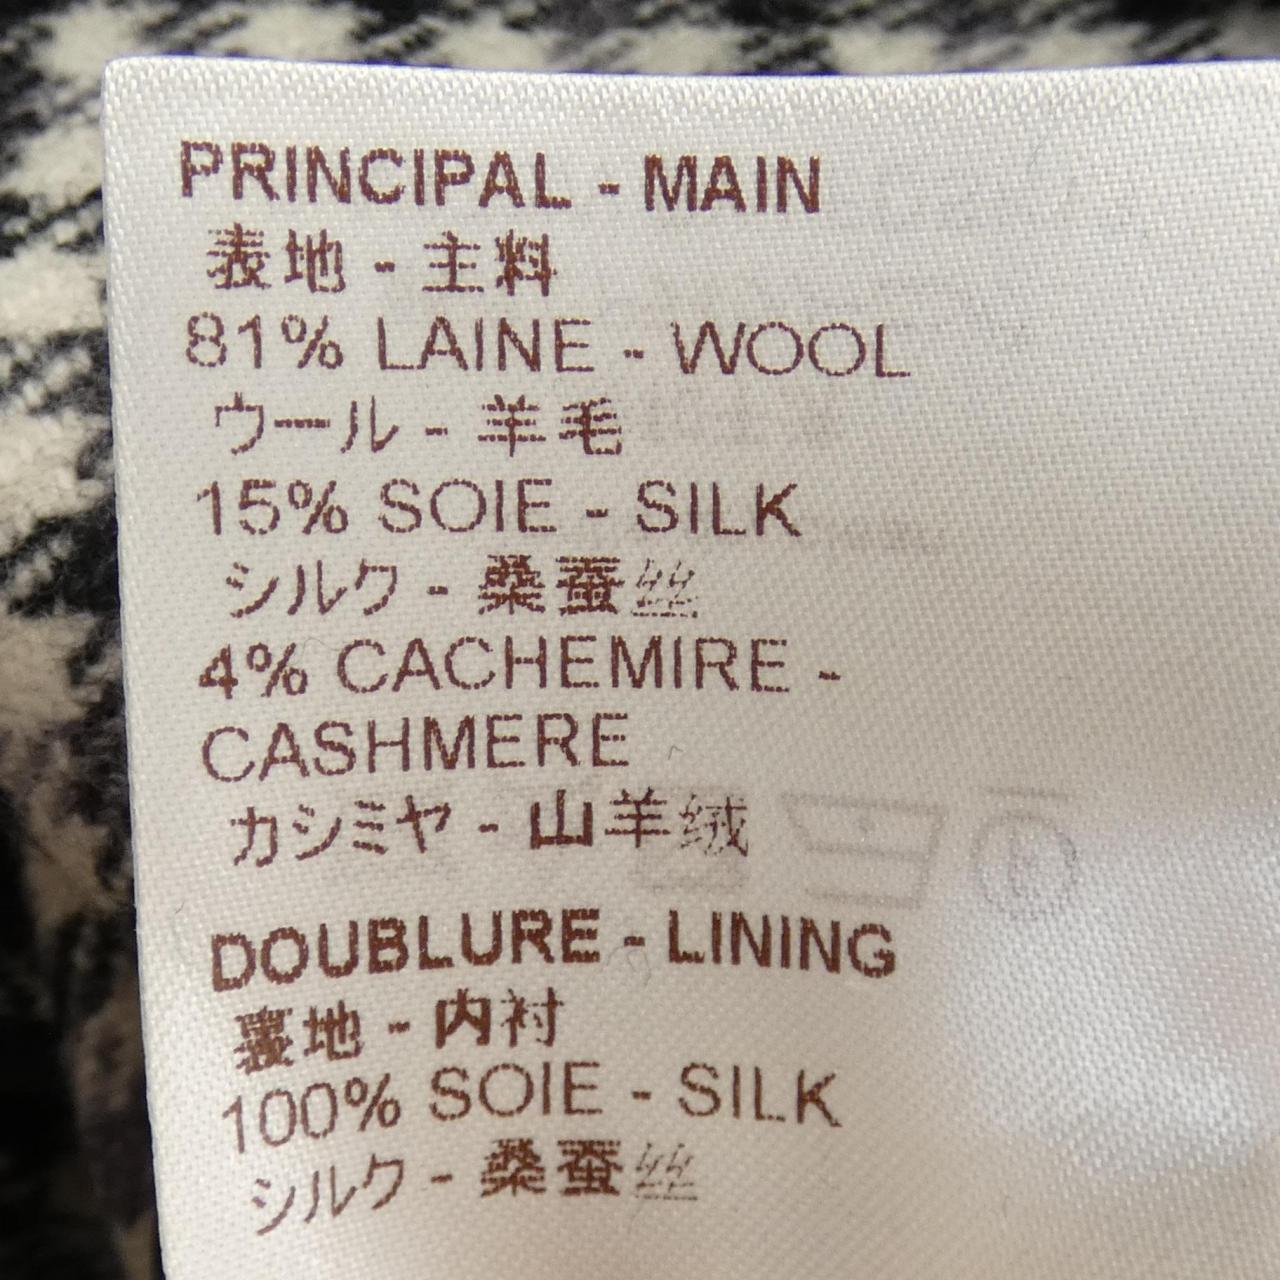 PRINCIPAL - MAIN
表地 - 主料
81% LAINE - WOOL
ウール - 羊毛
15% SOIE - SILK
シルク - 桑蚕丝
4% CACHEMIRE -
CASHMERE
カシミヤ - 山羊绒
DOUBLURE - LINING
裏地 - 内衬
100% SOIE - SILK
シルク - 桑蚕丝